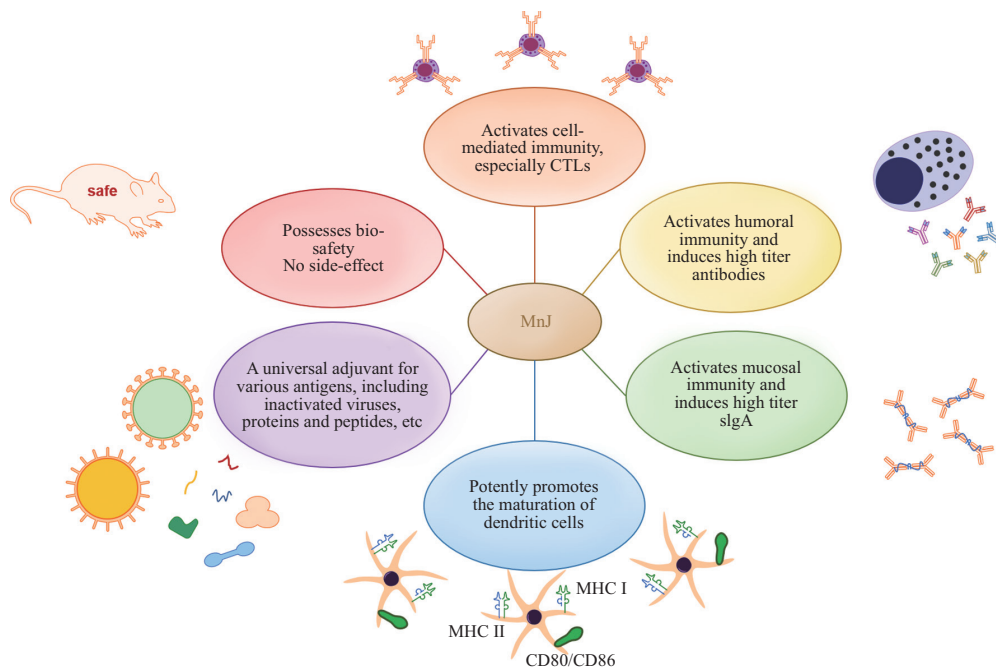 Activates cell-
mediated immunity,
especially CTLs
safe
Possesses bio-
safety
No side-effect
Activates humoral
immunity and
induces high titer
antibodies
MnJ
A universal adjuvant for
various antigens, including
inactivated viruses,
proteins and peptides, etc
Activates mucosal
immunity and
induces high titer
slgA
Potently promotes
the maturation of
dendritic cells
MHC I
MHC II
CD80/CD86